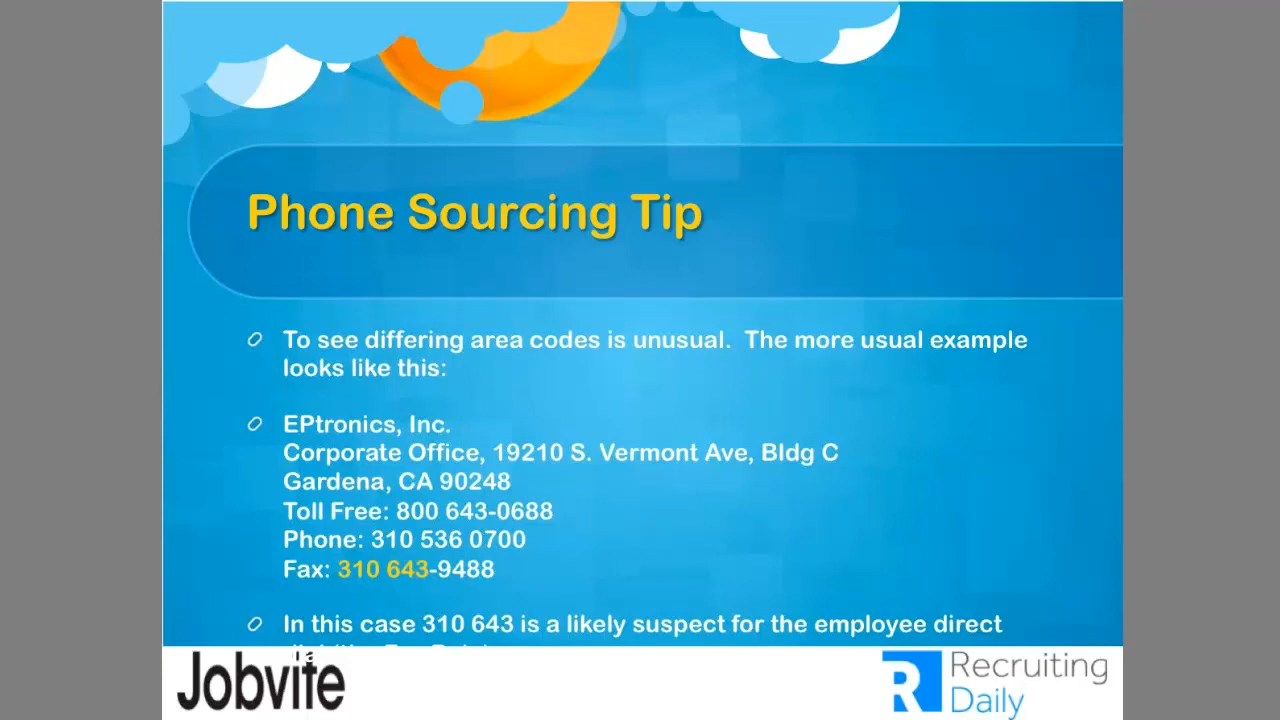 Phone Sourcing Tip
To see differing area codes is unusual.  The more usual example
looks like this:
EPtronics, Inc.
Corporate Office, 19210 S. Vermont Ave, Bldg C
Gardena, CA 90248
Toll Free: 800 643-0688
Phone: 310 536 0700
Fax: 310 643-9488
In this case 310 643 is a likely suspect for the employee direct
Jobvite
R
Recruiting
Daily